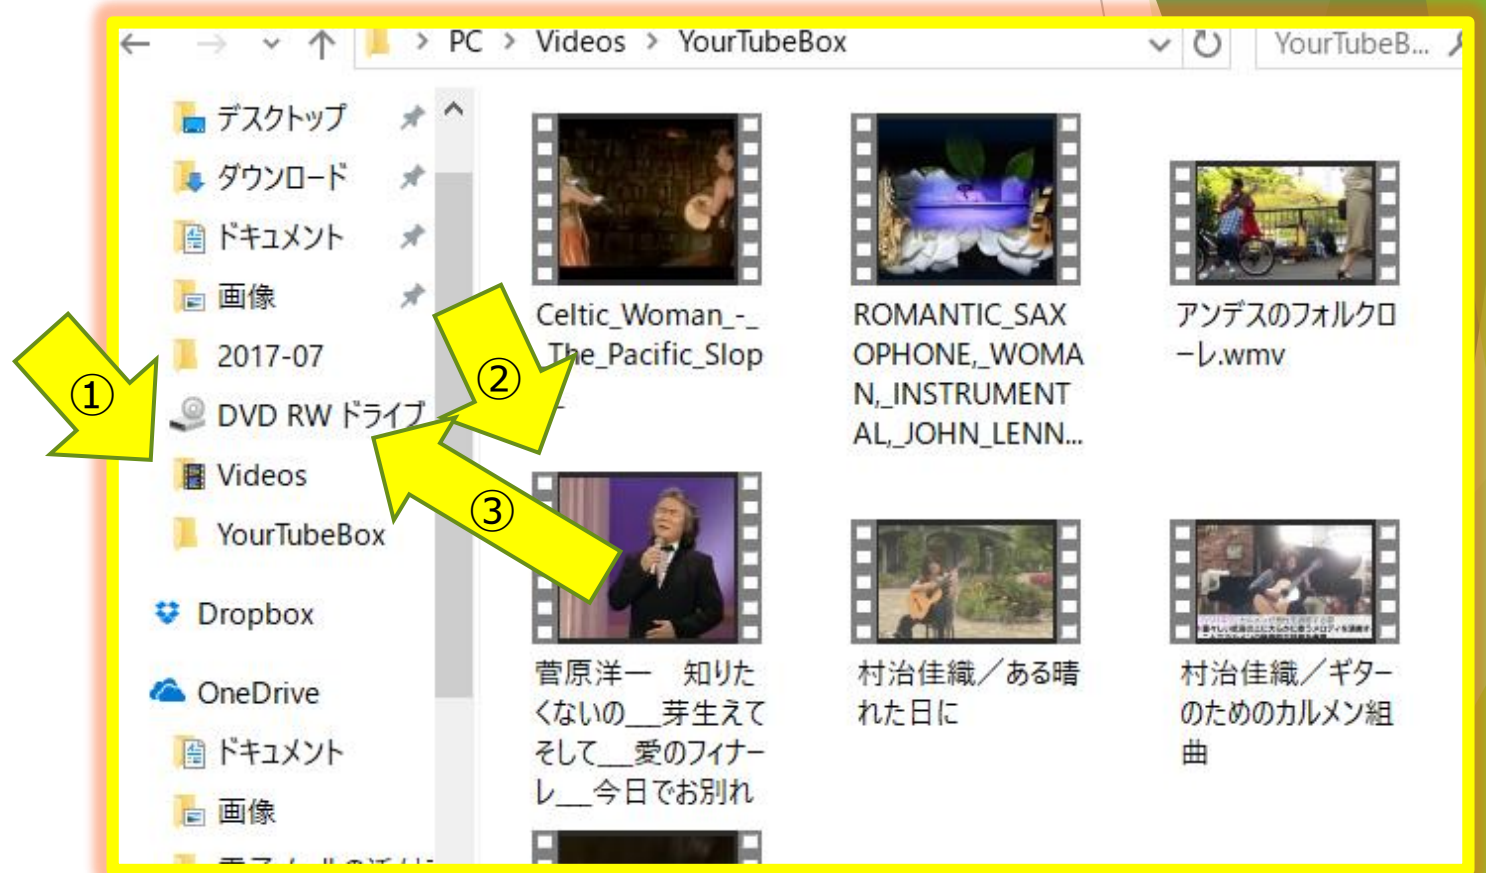 PC > Videos > YourTubeBox
YourTubeB...
デスクトップ
ダウンロード
ドキュメント
画像
2017-07
DVD RW ドライブ
Videos
YourTubeBox
Dropbox
OneDrive
ドキュメント
画像
①
②
③
Celtic_Woman_-_
The_Pacific_Slop
ROMANTIC_SAX
OPHONE,_WOMA
N,_INSTRUMENT
AL,_JOHN_LENN...
アンデスのフォルクロ
ーレ.wmv
菅原洋一　知りた
くないの___芽生えて
そして___愛のフィナー
レ___今日でお別れ
村治佳織／ある晴
れた日に
村治佳織／ギター
のためのカルメン組
曲